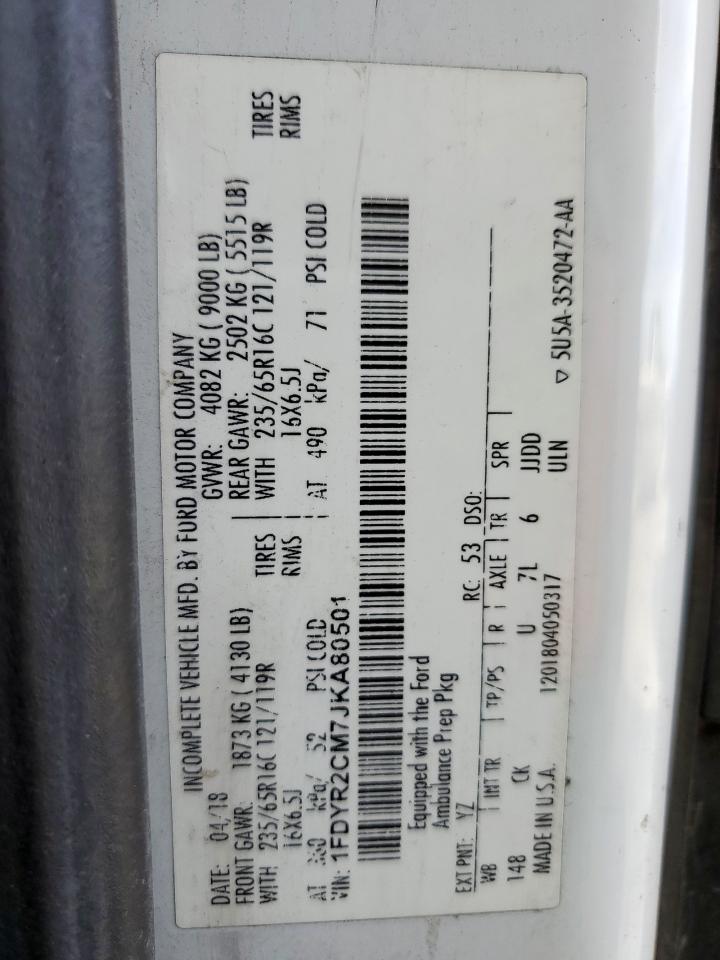 INCOMPLETE VEHICLE MFD. BY FORD MOTOR COMPANY
DATE: 04/18 GVWR: 4082 KG ( 9000 LB)
FRONT GAWR: 1873 KG ( 4130 LB) REAR GAWR: 2502 KG ( 5515 LB)
WITH 235/65R16C 121/119R TIRES WITH 235/65R16C 121/119R TIRES
16X6.5J RIMS 16X6.5J RIMS
AT 360 kPa/ 52 PSI COLD AT 490 kPa/ 71 PSI COLD
VIN: 1FDYR2CM7JKA80501
Equipped with the Ford
Ambulance Prep Pkg
EXT PNT: YZ RC: 53 DSO:
WB INT TR TP/PS R AXLE TR SPR
148 CK U 7L 6 JJDD
MADE IN U.S.A. 1201804050317 ULN
▽ 5U5A-3520472-AA